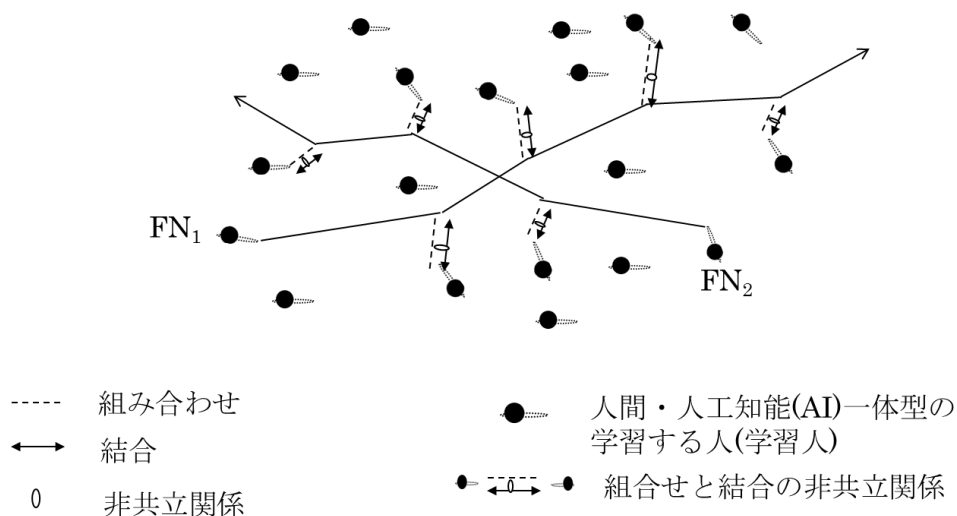 FN₁
FN₂
組み合わせ
結合
非共立関係
人間・人工知能(AI)一体型の
学習する人(学習人)
組合せと結合の非共立関係